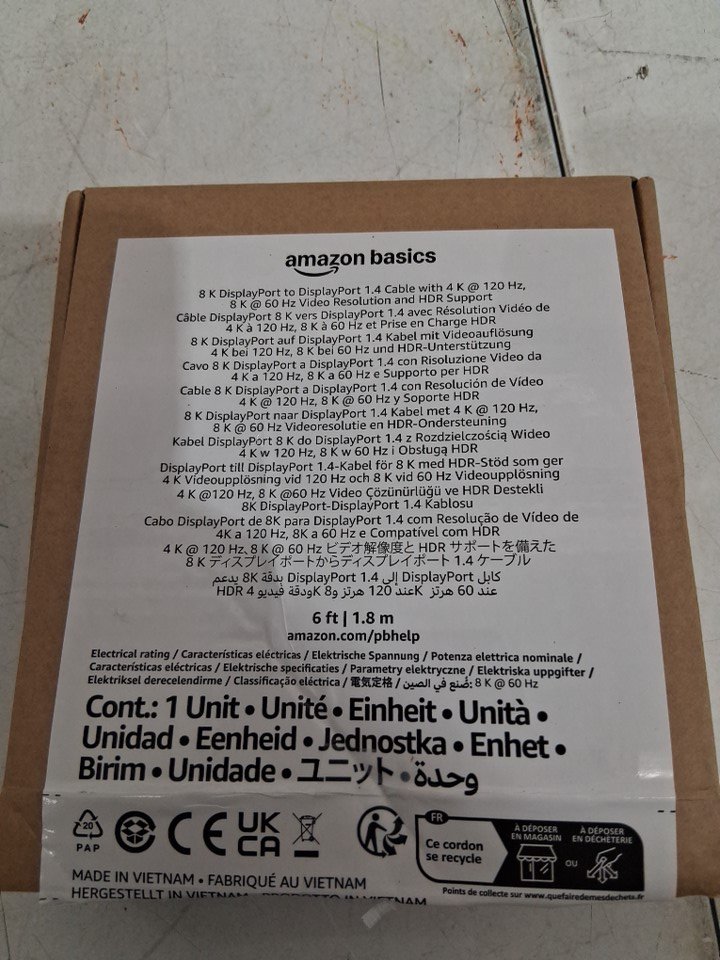 amazon basics
8 K DisplayPort to DisplayPort 1.4 Cable with 4 K @ 120 Hz,
8 K @ 60 Hz Video Resolution and HDR Support
Câble DisplayPort 8 K vers DisplayPort 1.4 avec Résolution Vidéo de
4 K à 120 Hz, 8 K à 60 Hz et Prise en Charge HDR
8 K DisplayPort auf DisplayPort 1.4 Kabel mit Videoauflösung
4 K bei 120 Hz, 8 K bei 60 Hz und HDR-Unterstützung
Cavo 8 K DisplayPort a DisplayPort 1.4 con Risoluzione Video da
4 K a 120 Hz, 8 K a 60 Hz e Supporto per HDR
Cable 8 K DisplayPort a DisplayPort 1.4 con Resolución de Vídeo
4 K @ 120 Hz, 8 K @ 60 Hz y Soporte HDR
8 K DisplayPort naar DisplayPort 1.4 Kabel met 4 K @ 120 Hz,
8 K @ 60 Hz Videoresolutie en HDR-Ondersteuning
Kabel DisplayPort 8 K do DisplayPort 1.4 z Rozdzielczością Wideo
4 K w 120 Hz, 8 K w 60 Hz i Obsługą HDR
DisplayPort till DisplayPort 1.4-Kabel för 8 K med HDR-Stöd som ger
4 K Videoupplösning vid 120 Hz och 8 K vid 60 Hz Videoupplösning
4 K @120 Hz, 8 K @60 Hz Video Çözünürlüğü ve HDR Destekli
8K DisplayPort-DisplayPort 1.4 Kablosu
Cabo DisplayPort de 8K para DisplayPort 1.4 com Resolução de Vídeo de
4K a 120 Hz, 8K a 60 Hz e Compatível com HDR
4 K @ 120 Hz、8 K @ 60 Hz ビデオ解像度と HDR サポートを備えた
8 K ディスプレイポートからディスプレイポート 1.4 ケーブル
كابل DisplayPort إلى DisplayPort 1.4 بدقة 8K يدعم
HDR ودقة فيديو 4 Kعند 120 هرتز و8 Kعند 60 هرتز
6 ft | 1.8 m
amazon.com/pbhelp
Electrical rating / Características eléctricas / Elektrische Spannung / Potenza elettrica nominale /
Características eléctricas / Elektrische specificaties / Parametry elektryczne / Elektriska uppgifter /
Elektriksel derecelendirme / Classificação eléctrica / 電気定格 / صُنع في الصين: 8 K @ 60 Hz
Cont.: 1 Unit • Unité • Einheit • Unità •
Unidad • Eenheid • Jednostka • Enhet •
Birim • Unidade • ユニット • وحدة
20
PAP
CE
UK
CA
FR
Ce cordon
se recycle
À DÉPOSER
EN MAGASIN
OU
À DÉPOSER
EN DÉCHÈTERIE
Points de collecte sur www.quefairedemesdechets.fr
MADE IN VIETNAM • FABRIQUÉ AU VIETNAM
HERGESTELLT IN VIETNAM PRODOTTO IN VIETNAM